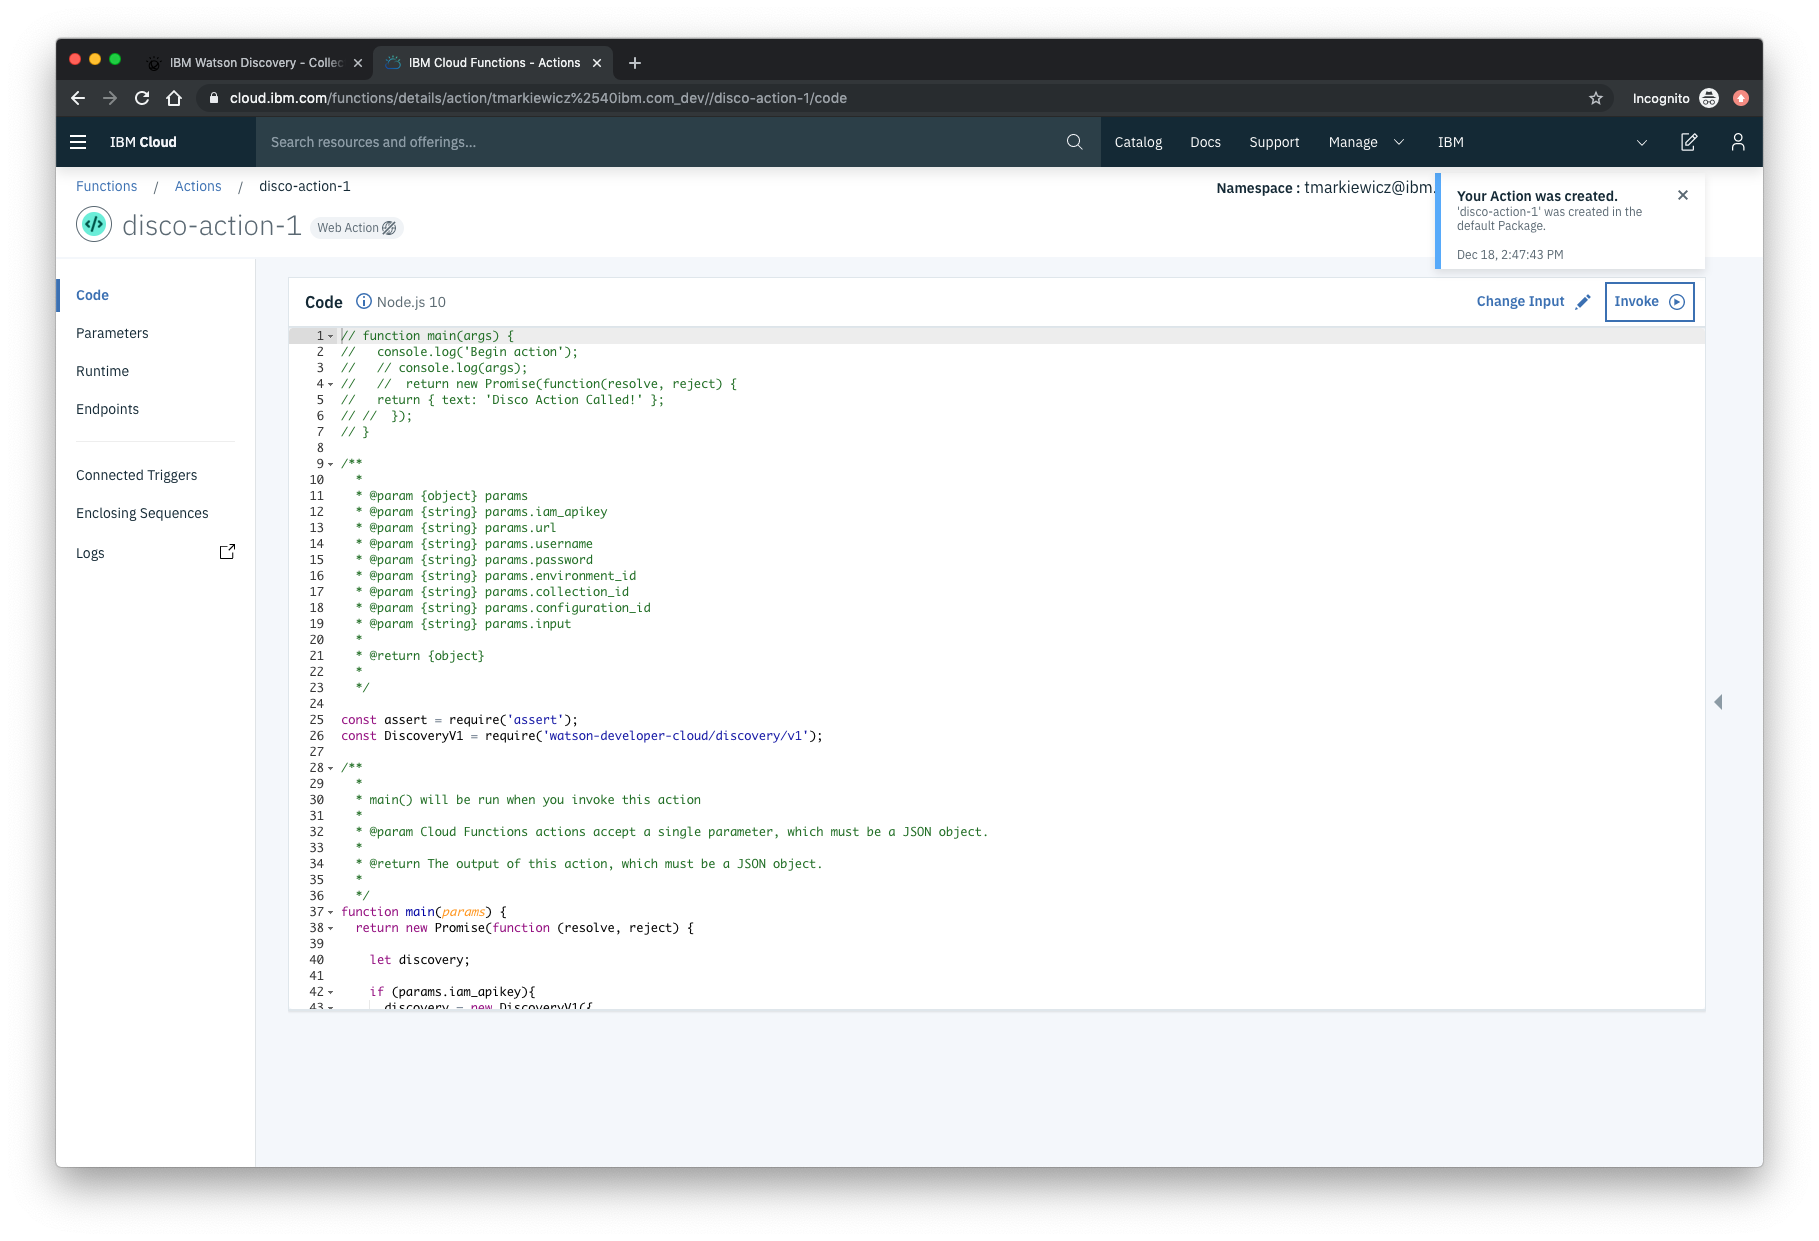 IBM Watson Discovery - Collec
IBM Cloud Functions - Actions
cloud.ibm.com/functions/details/action/tmarkiewicz%2540ibm.com_dev//disco-action-1/code
Incognito
IBM Cloud
Search resources and offerings...
Catalog
Docs
Support
Manage
IBM
Functions / Actions / disco-action-1
Namespace : tmarkiewicz@ibm.
disco-action-1
Web Action
Your Action was created.
'disco-action-1' was created in the
default Package.
Dec 18, 2:47:43 PM
Code
Parameters
Runtime
Endpoints
Connected Triggers
Enclosing Sequences
Logs
Code
Node.js 10
Change Input
Invoke
1 // function main(args) {
2 //   console.log('Begin action');
3 //   // console.log(args);
4 //   //  return new Promise(function(resolve, reject) {
5 //   return { text: 'Disco Action Called!' };
6 // //  });
7 // }
8
9 /**
10  *
11  * @param {object} params
12  * @param {string} params.iam_apikey
13  * @param {string} params.url
14  * @param {string} params.username
15  * @param {string} params.password
16  * @param {string} params.environment_id
17  * @param {string} params.collection_id
18  * @param {string} params.configuration_id
19  * @param {string} params.input
20  *
21  * @return {object}
22  *
23  */
24
25 const assert = require('assert');
26 const DiscoveryV1 = require('watson-developer-cloud/discovery/v1');
27
28 /**
29  *
30  * main() will be run when you invoke this action
31  *
32  * @param Cloud Functions actions accept a single parameter, which must be a JSON object.
33  *
34  * @return The output of this action, which must be a JSON object.
35  *
36  */
37 function main(params) {
38   return new Promise(function (resolve, reject) {
39
40     let discovery;
41
42     if (params.iam_apikey){
43       discovery = new DiscoveryV1({